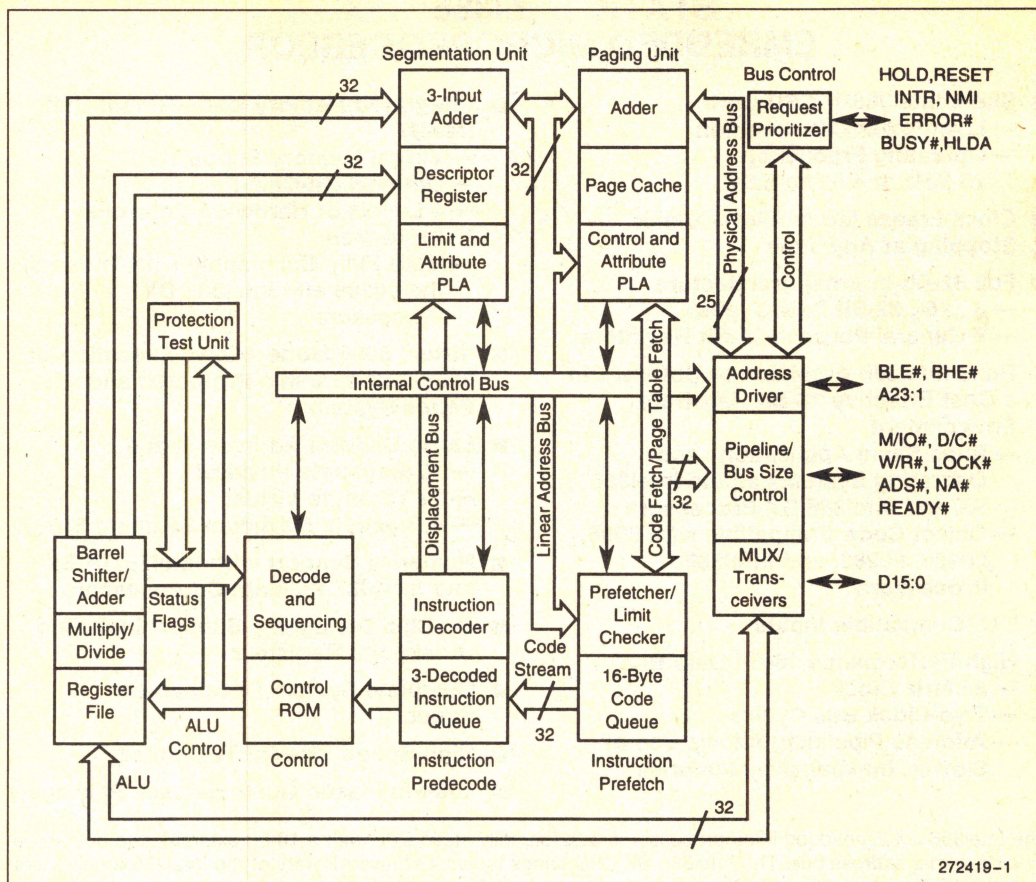 Segmentation Unit
Paging Unit
Bus Control
HOLD,RESET
INTR, NMI
ERROR#
BUSY#,HLDA
32
3-Input
Adder
Adder
Request
Prioritizer
32
Descriptor
Register
32
Page Cache
Physical Address Bus
Control
Limit and
Attribute
PLA
Control and
Attribute
PLA
25
Protection
Test Unit
Internal Control Bus
Address
Driver
BLE#, BHE#
A23:1
Displacement Bus
Linear Address Bus
Code Fetch/Page Table Fetch
32
Pipeline/
Bus Size
Control
M/IO#, D/C#
W/R#, LOCK#
ADS#, NA#
READY#
Barrel
Shifter/
Adder
Status
Flags
Decode
and
Sequencing
Instruction
Decoder
Prefetcher/
Limit
Checker
MUX/
Trans-
ceivers
D15:0
Multiply/
Divide
Code
Stream
Register
File
ALU
Control
Control
ROM
3-Decoded
Instruction
Queue
32
16-Byte
Code
Queue
ALU
Control
Instruction
Predecode
Instruction
Prefetch
32
272419-1